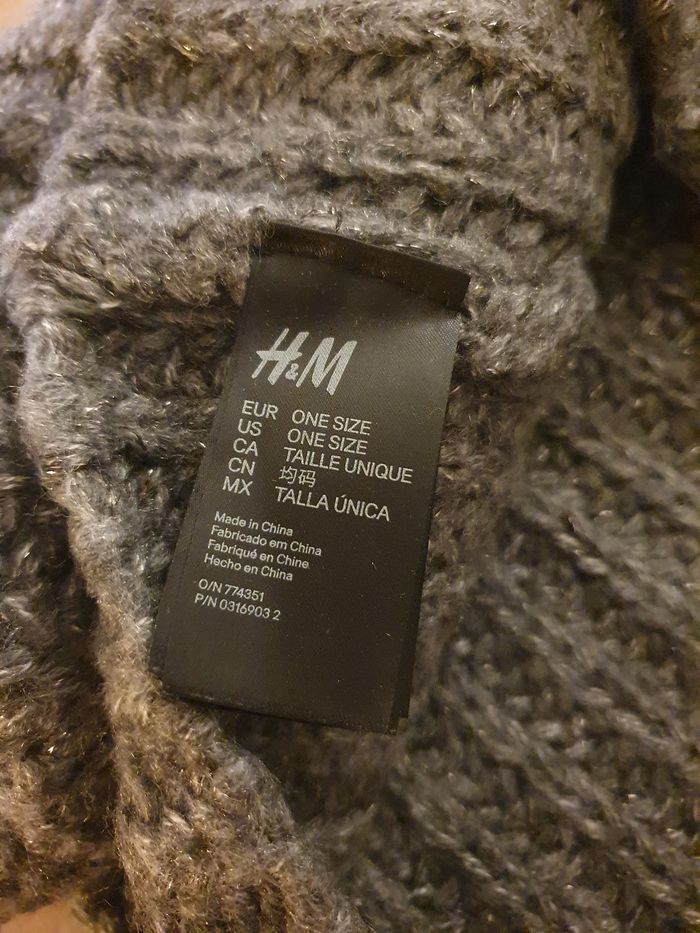 H&M
EUR ONE SIZE
US ONE SIZE
CA TAILLE UNIQUE
CN 均码
MX TALLA ÚNICA
Made in China
Fabricado em China
Fabriqué en Chine
Hecho en China
O/N 774351
P/N 0316903 2